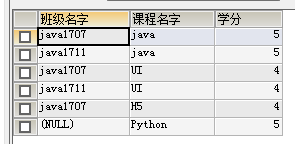 班级名字 课程名字 学分
java1707 java 5
java1711 java 5
java1707 UI 4
java1711 UI 4
java1707 H5 4
(NULL) Python 5